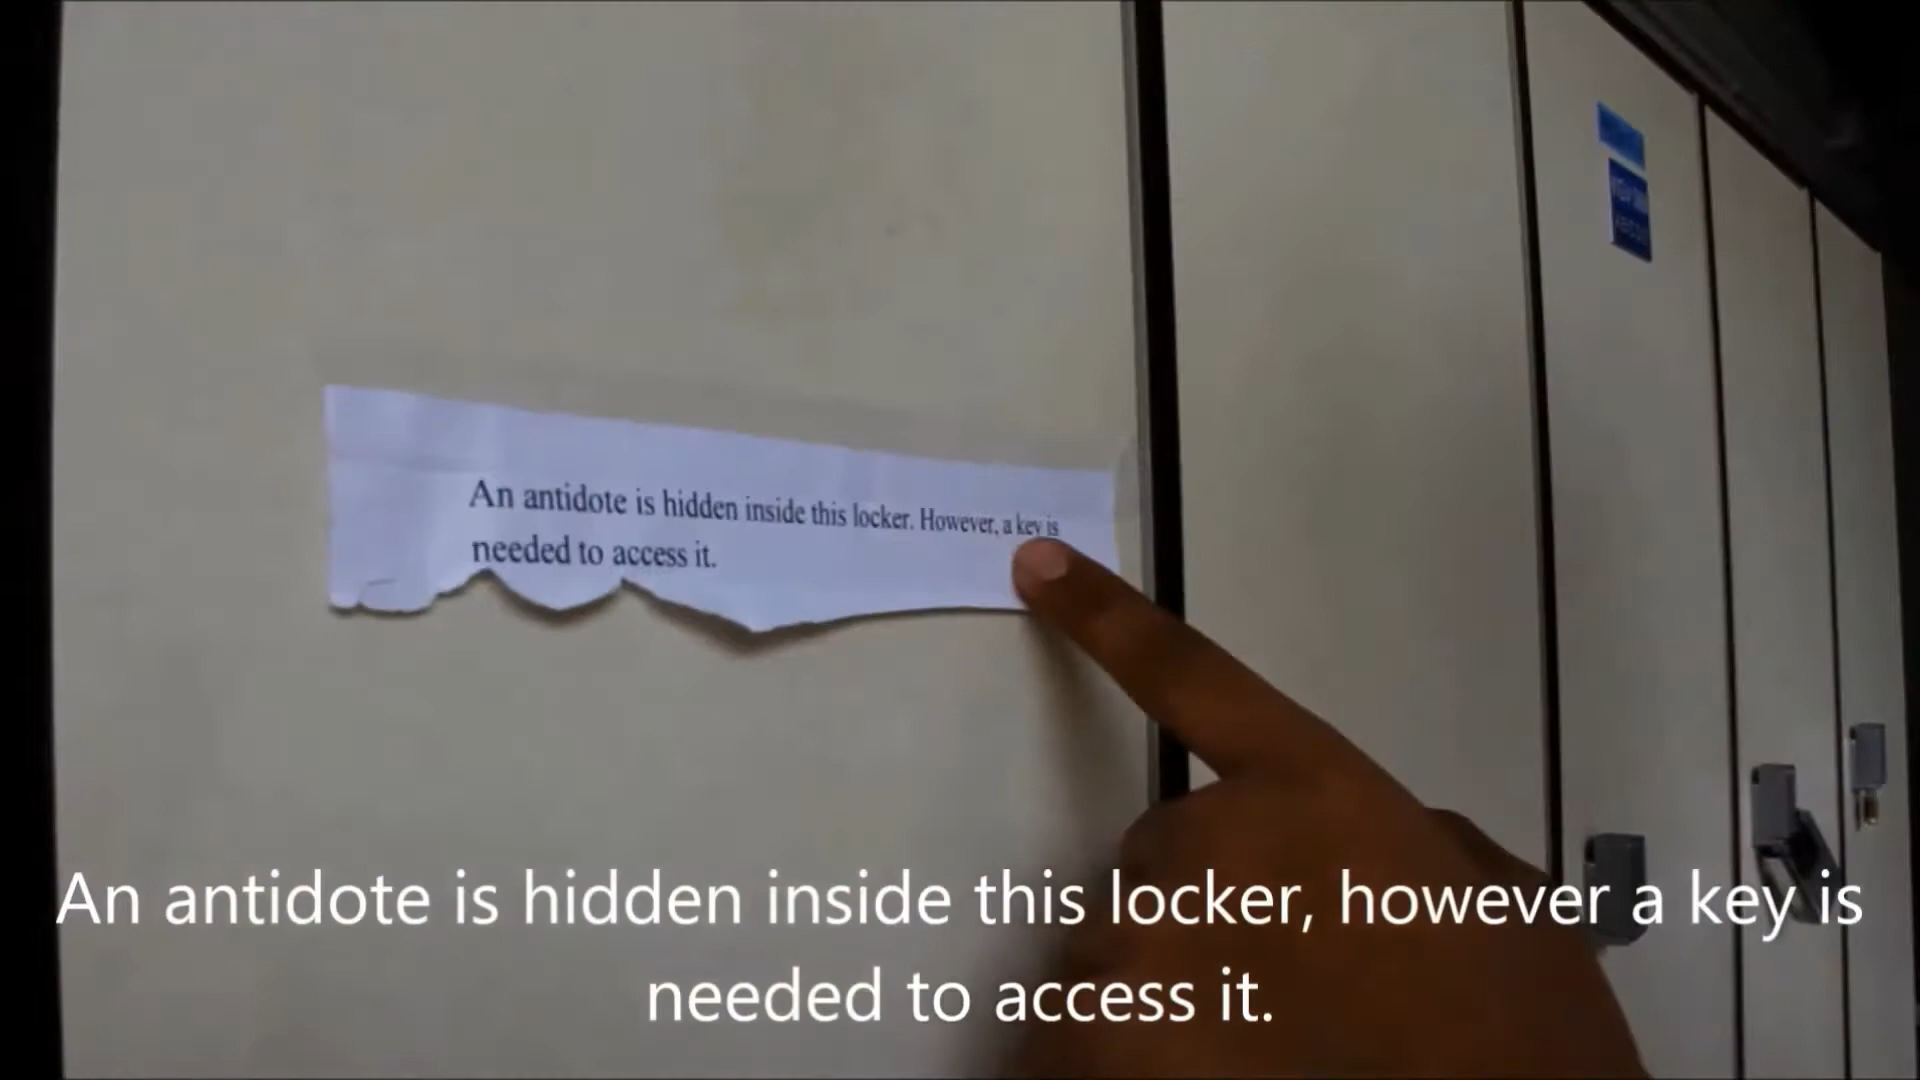 An antidote is hidden inside this locker. However, a key is
needed to access it.
An antidote is hidden inside this locker, however a key is
needed to access it.